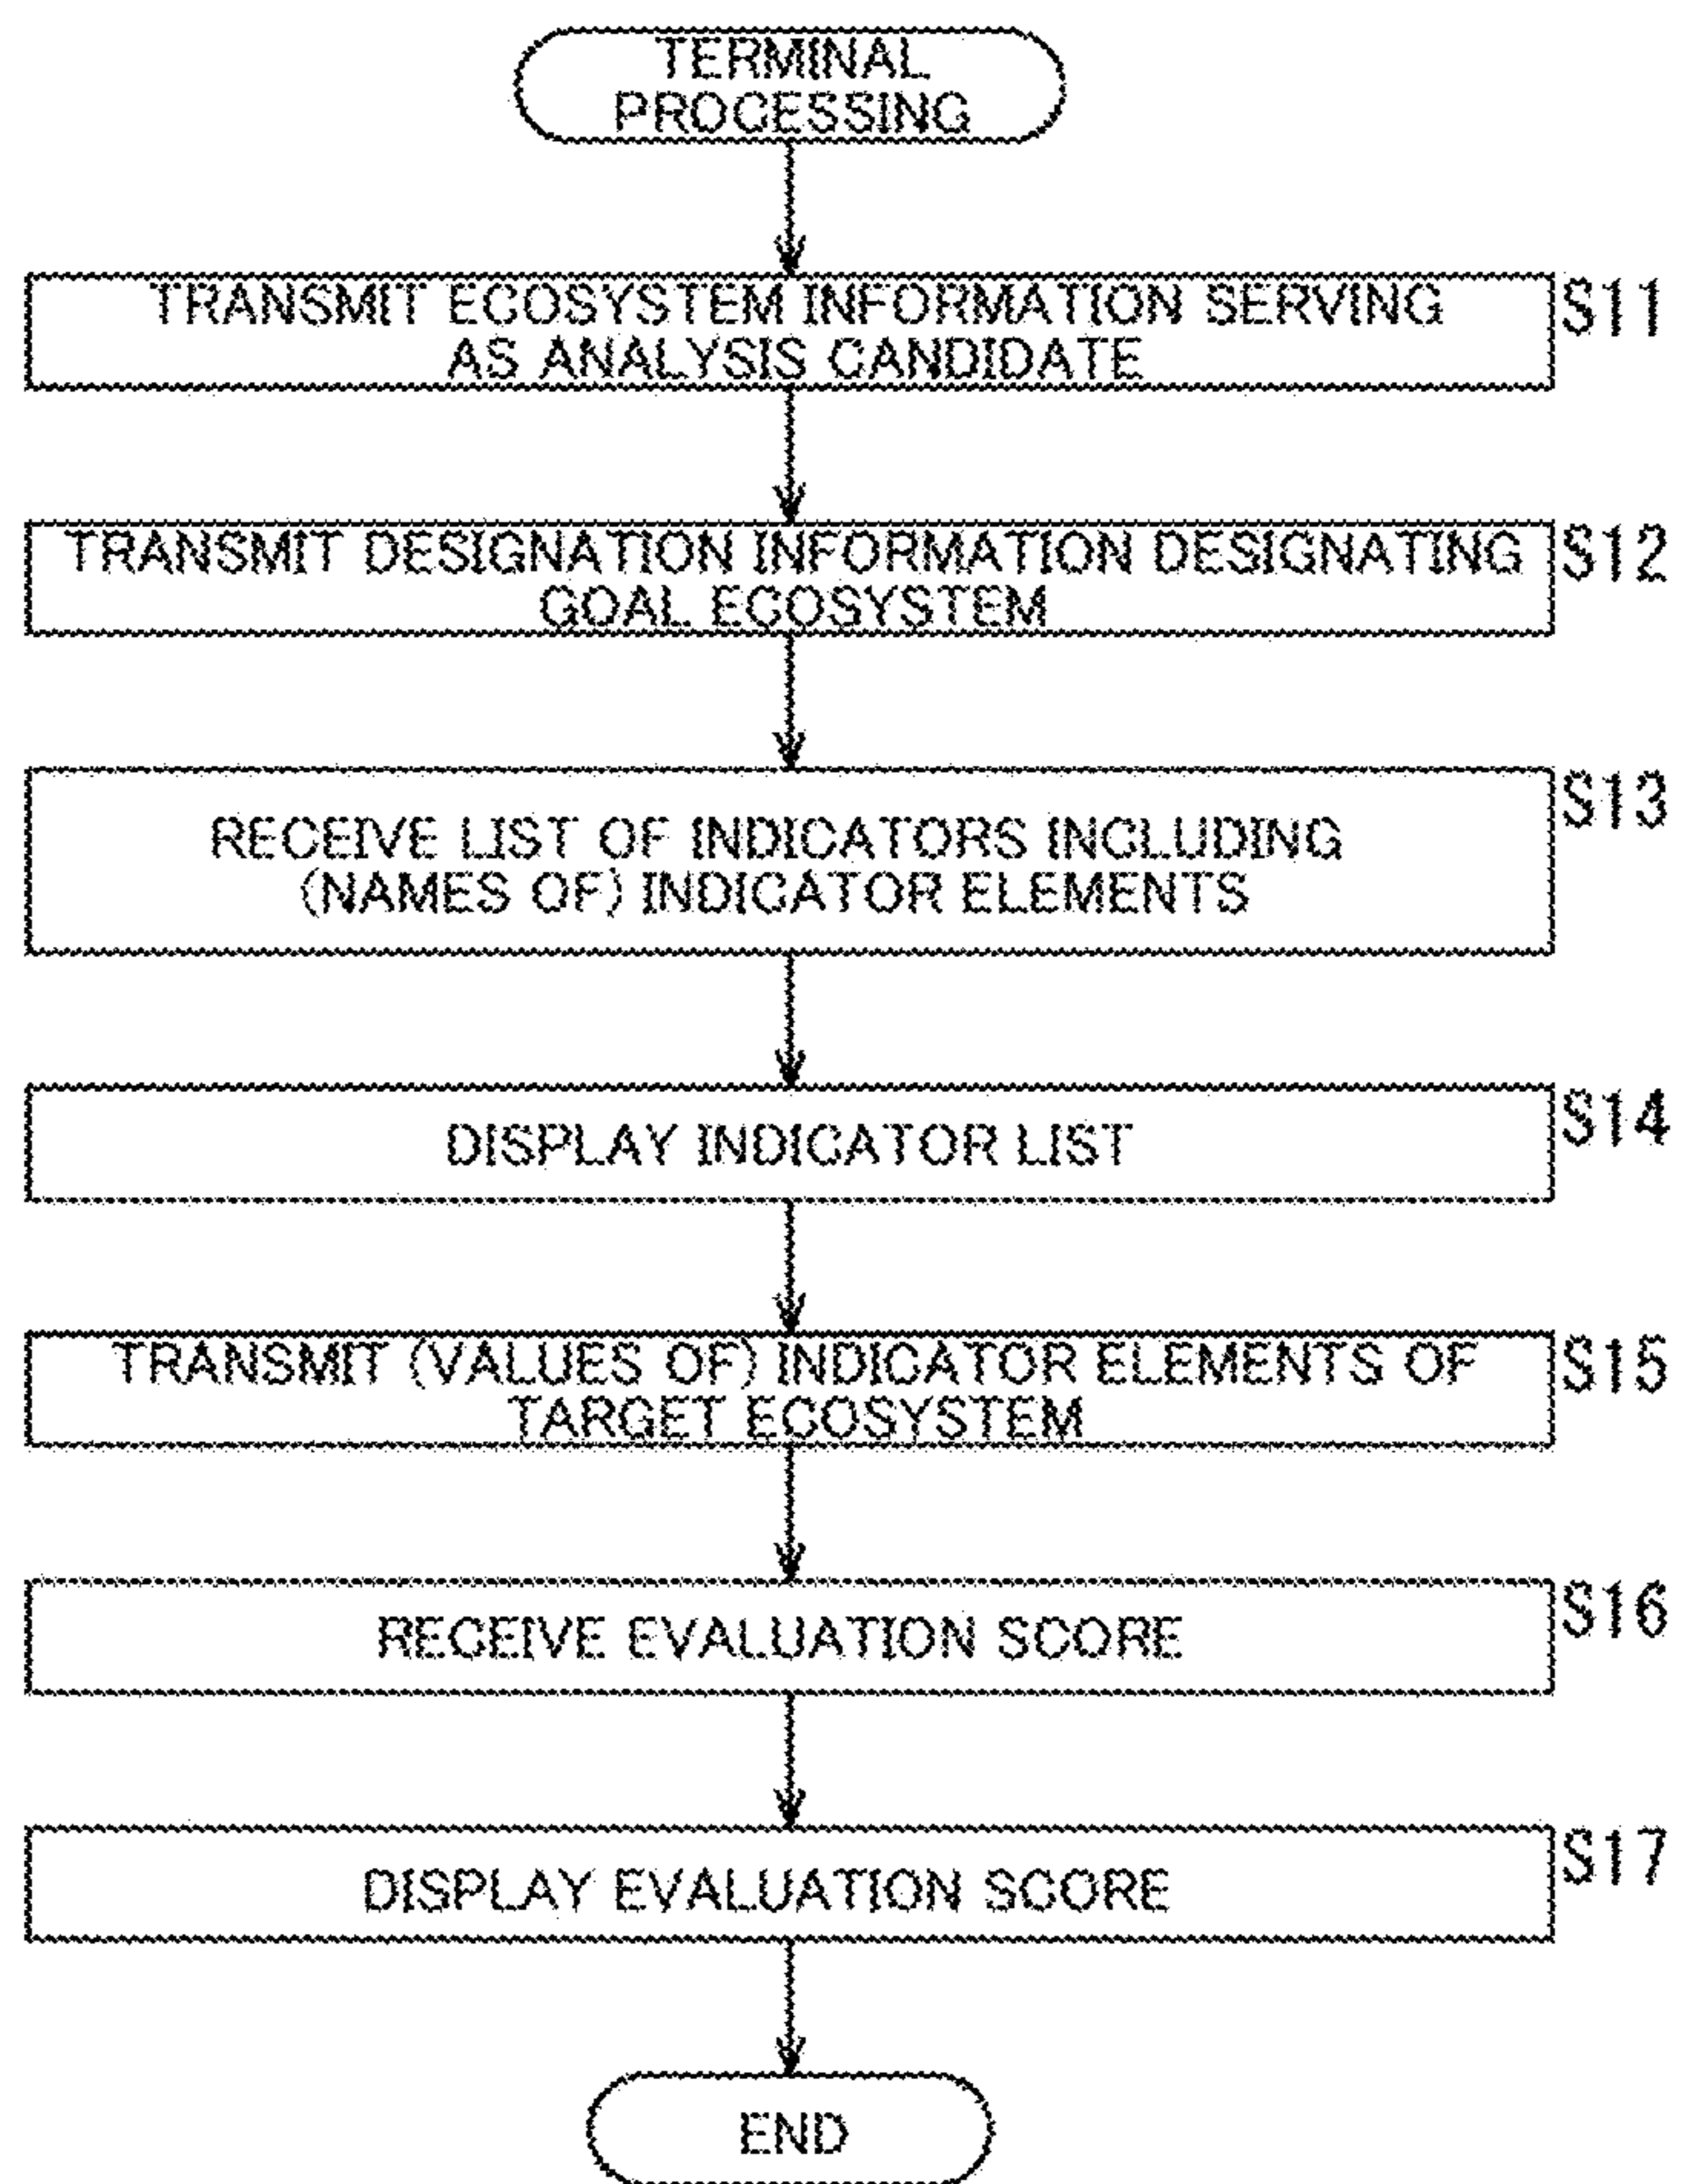 TERMINAL
PROCESSING
TRANSMIT ECOSYSTEM INFORMATION SERVING
AS ANALYSIS CANDIDATE
S11
TRANSMIT DESIGNATION INFORMATION DESIGNATING
GOAL ECOSYSTEM
S12
RECEIVE LIST OF INDICATORS INCLUDING
(NAMES OF) INDICATOR ELEMENTS
S13
DISPLAY INDICATOR LIST
S14
TRANSMIT (VALUES OF) INDICATOR ELEMENTS OF
TARGET ECOSYSTEM
S15
RECEIVE EVALUATION SCORE
S16
DISPLAY EVALUATION SCORE
S17
END